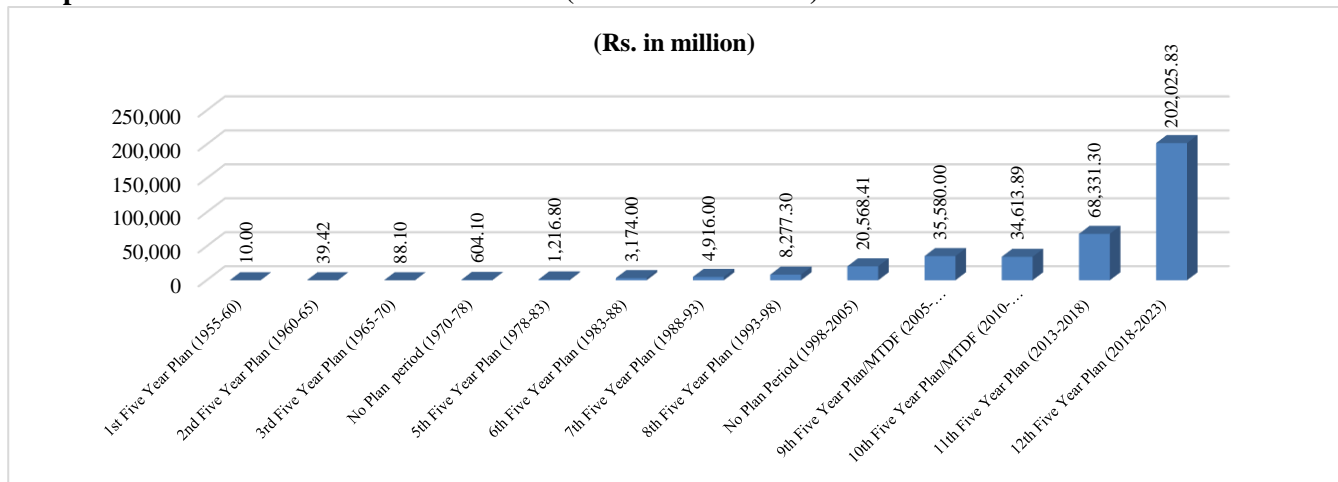 (Rs. in million)
250,000
200,000
150,000
100,000
50,000
0
10.00
39.42
88.10
604.10
1,216.80
3,174.00
4,916.00
8,277.30
20,568.41
35,580.00
34,613.89
68,331.30
202,025.83
1st Five Year Plan (1955-60)
2nd Five Year Plan (1960-65)
3rd Five Year Plan (1965-70)
No Plan period (1970-78)
5th Five Year Plan (1978-83)
6th Five Year Plan (1983-88)
7th Five Year Plan (1988-93)
8th Five Year Plan (1993-98)
No Plan Period (1998-2005)
9th Five Year Plan/MTDF (2005-…
10th Five Year Plan/MTDF (2010-…
11th Five Year Plan (2013-2018)
12th Five Year Plan (2018-2023)